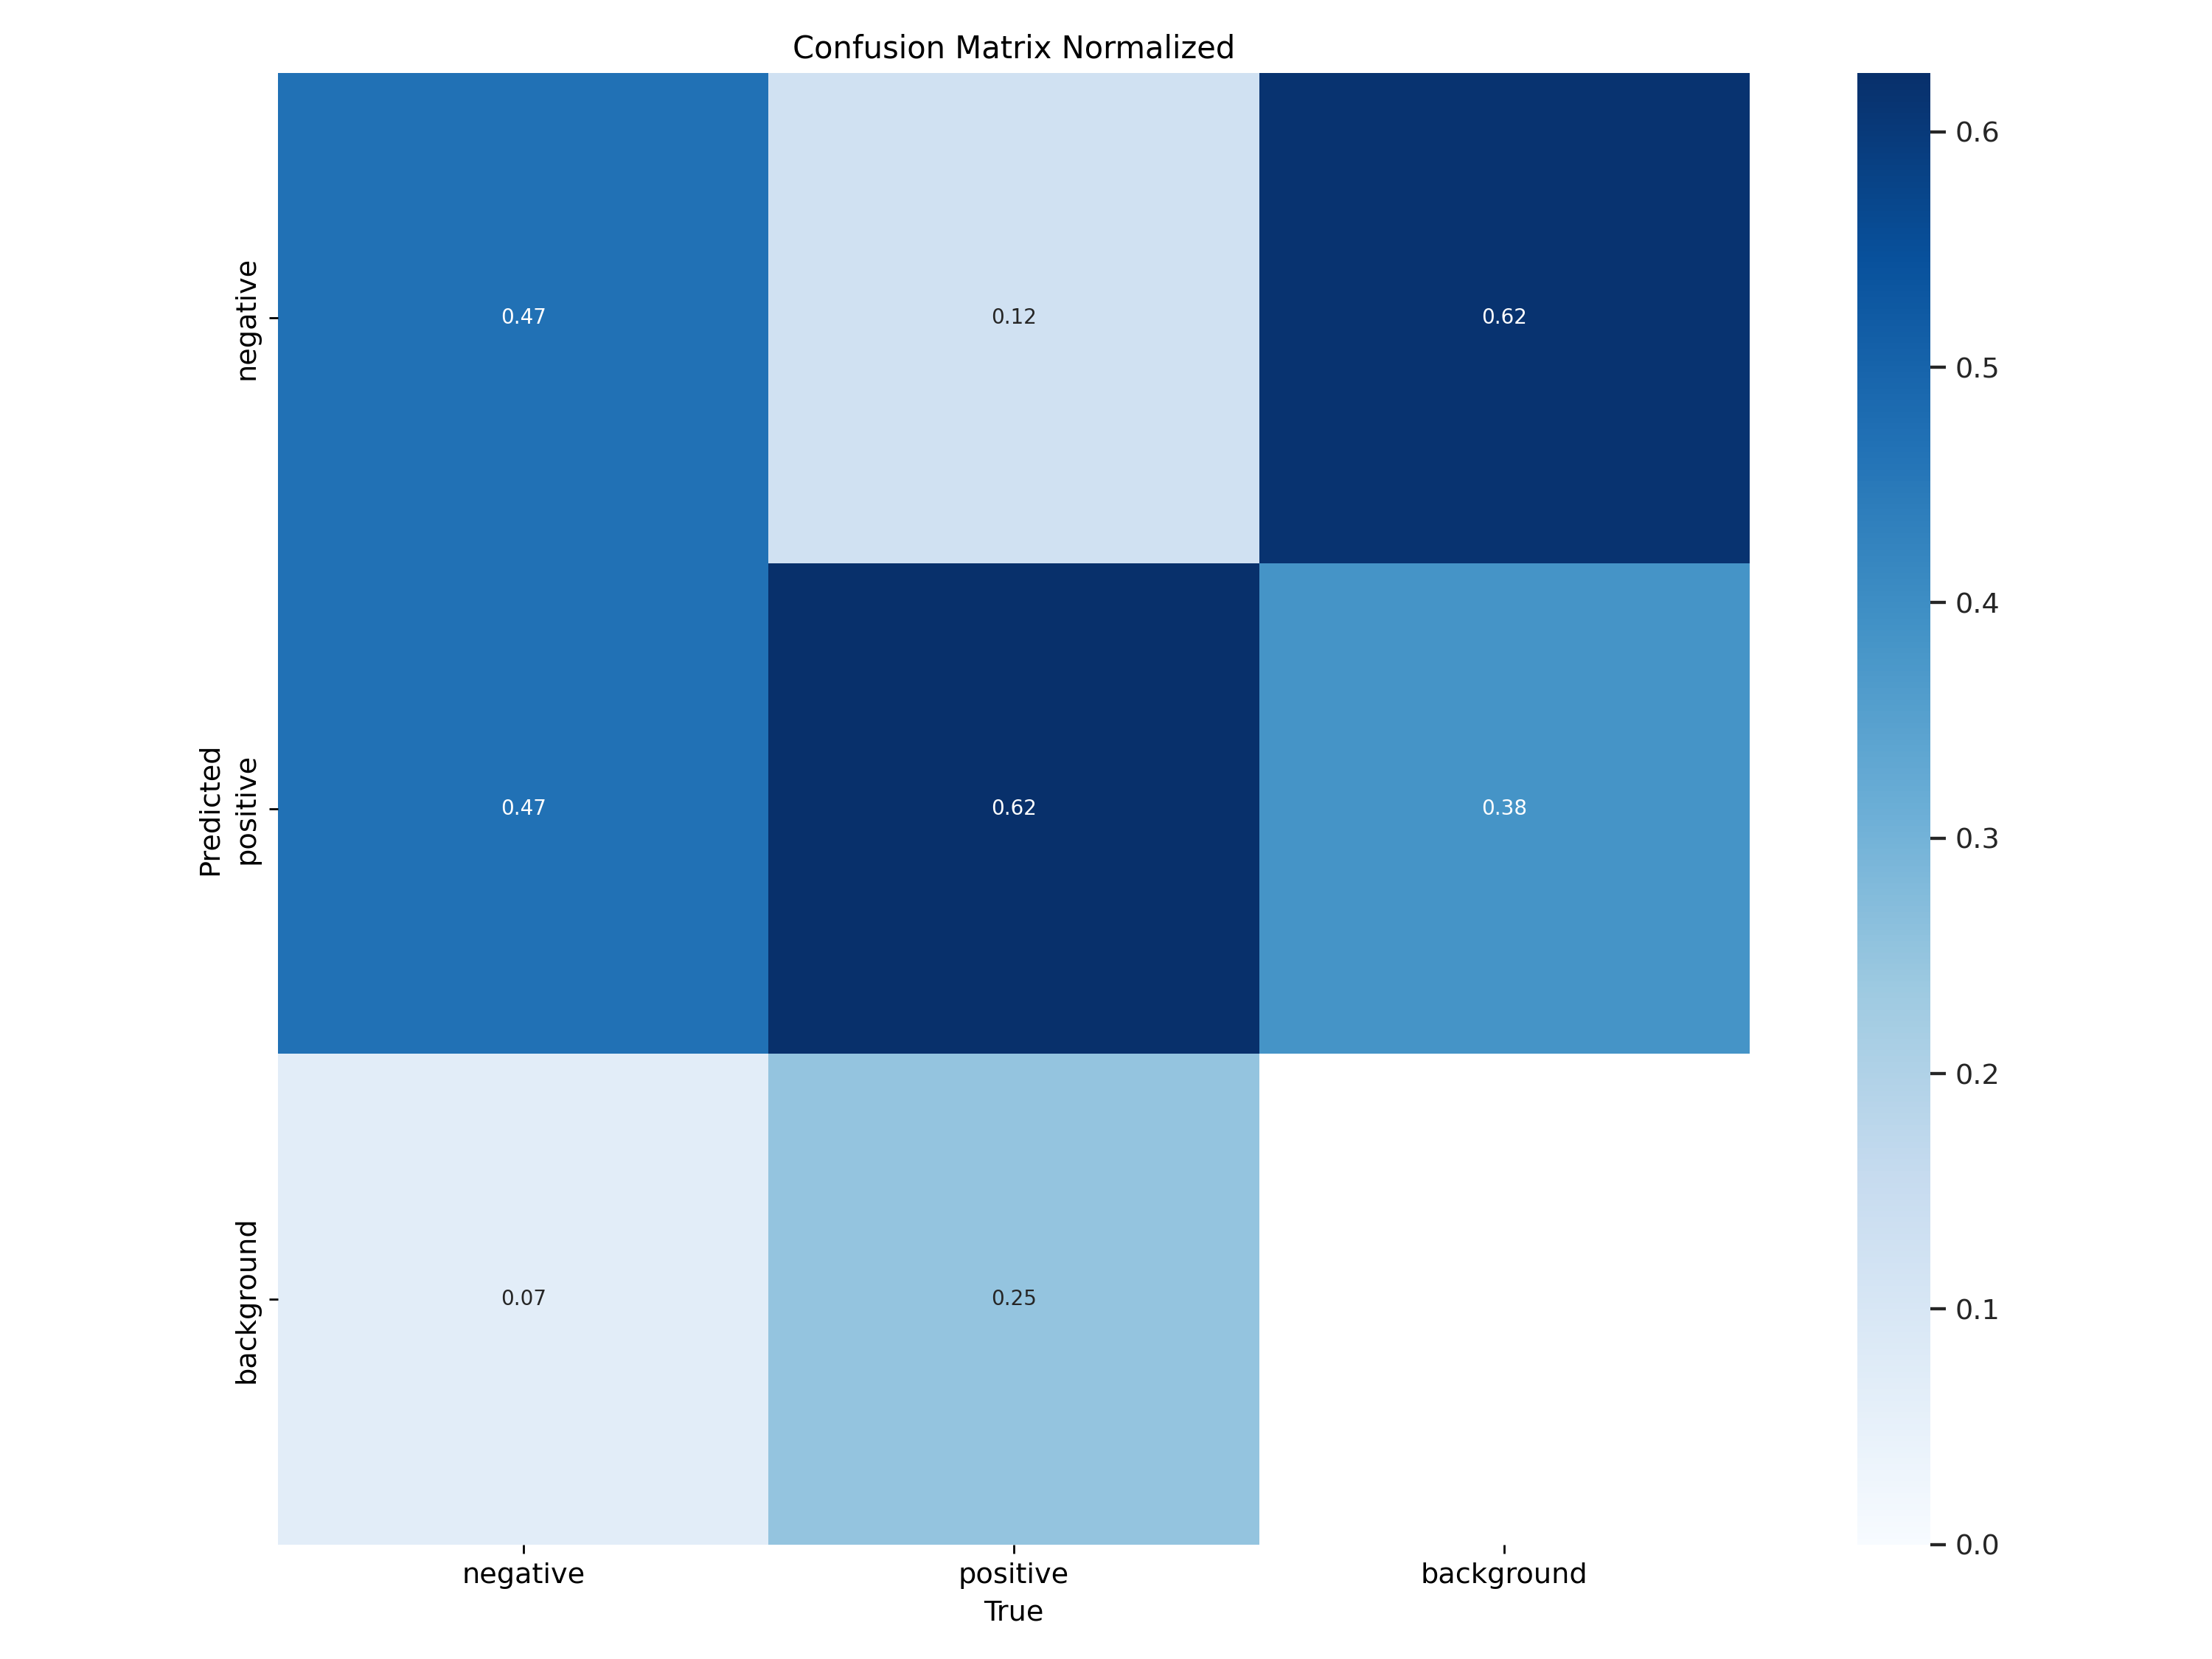 Confusion Matrix Normalized
negative
0.47
0.12
0.62
Predicted
positive
0.47
0.62
0.38
background
0.07
0.25
negative
positive
background
True
0.6
0.5
0.4
0.3
0.2
0.1
0.0